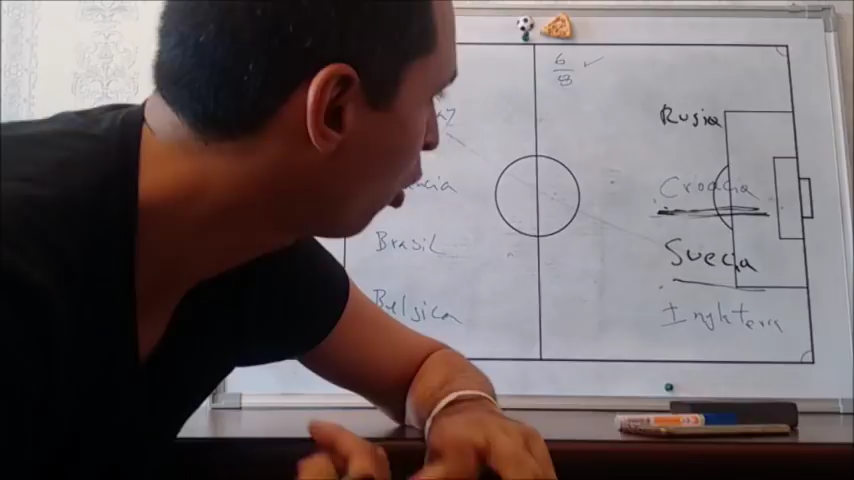 6/8 ✓
Rusia
Croacia
Brasil
Suecia
Belgica
Inglaterra